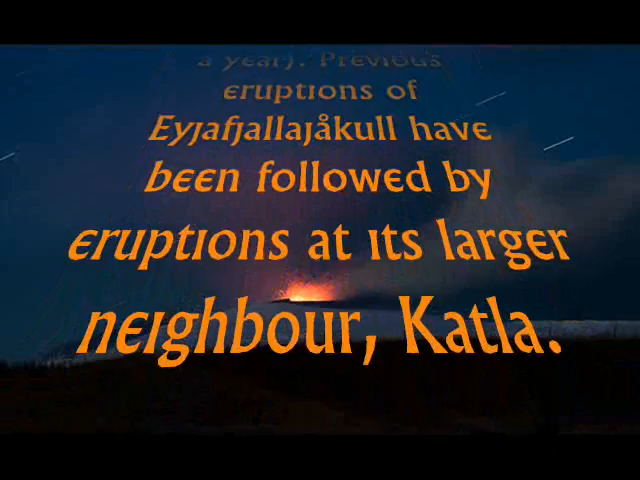 a year). Previous
eruptions of
Eyjafjallajåkull have
been followed by
eruptions at its larger
neighbour, Katla.